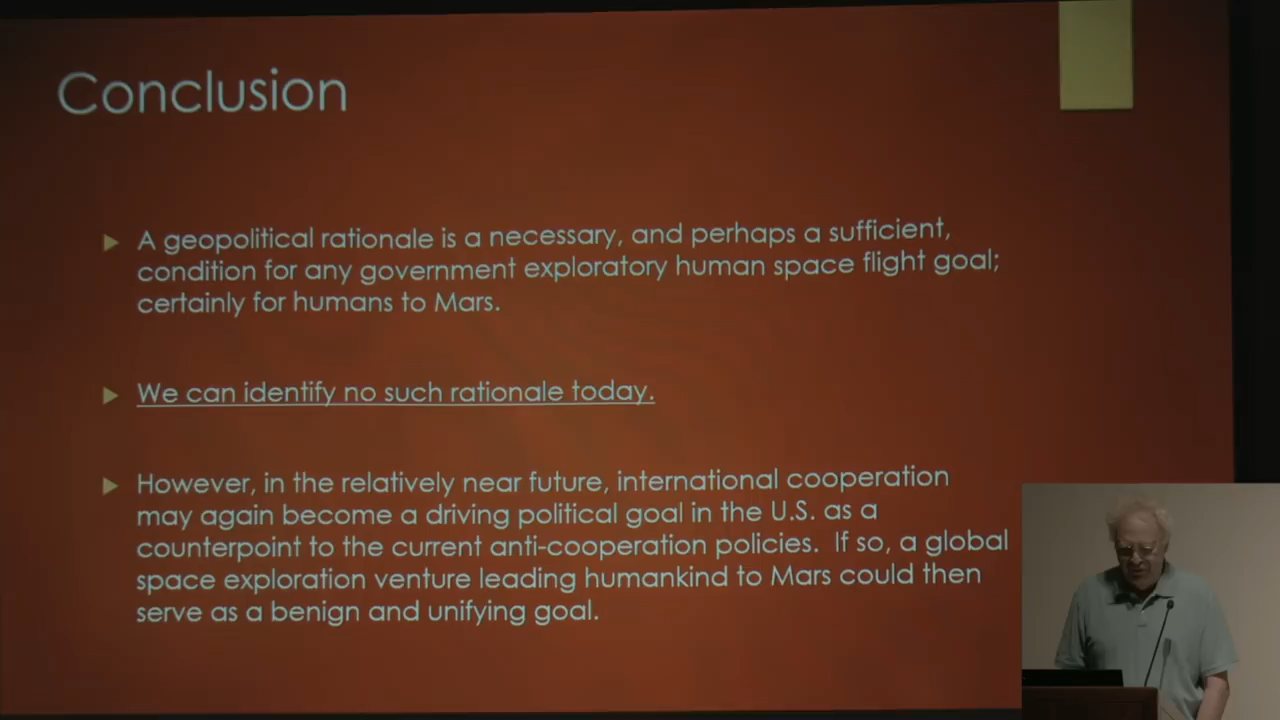 Conclusion
A geopolitical rationale is a necessary, and perhaps a sufficient,
condition for any government exploratory human space flight goal;
certainly for humans to Mars.
We can identify no such rationale today.
However, in the relatively near future, international cooperation
may again become a driving political goal in the U.S. as a
counterpoint to the current anti-cooperation policies. If so, a global
space exploration venture leading humankind to Mars could then
serve as a benign and unifying goal.